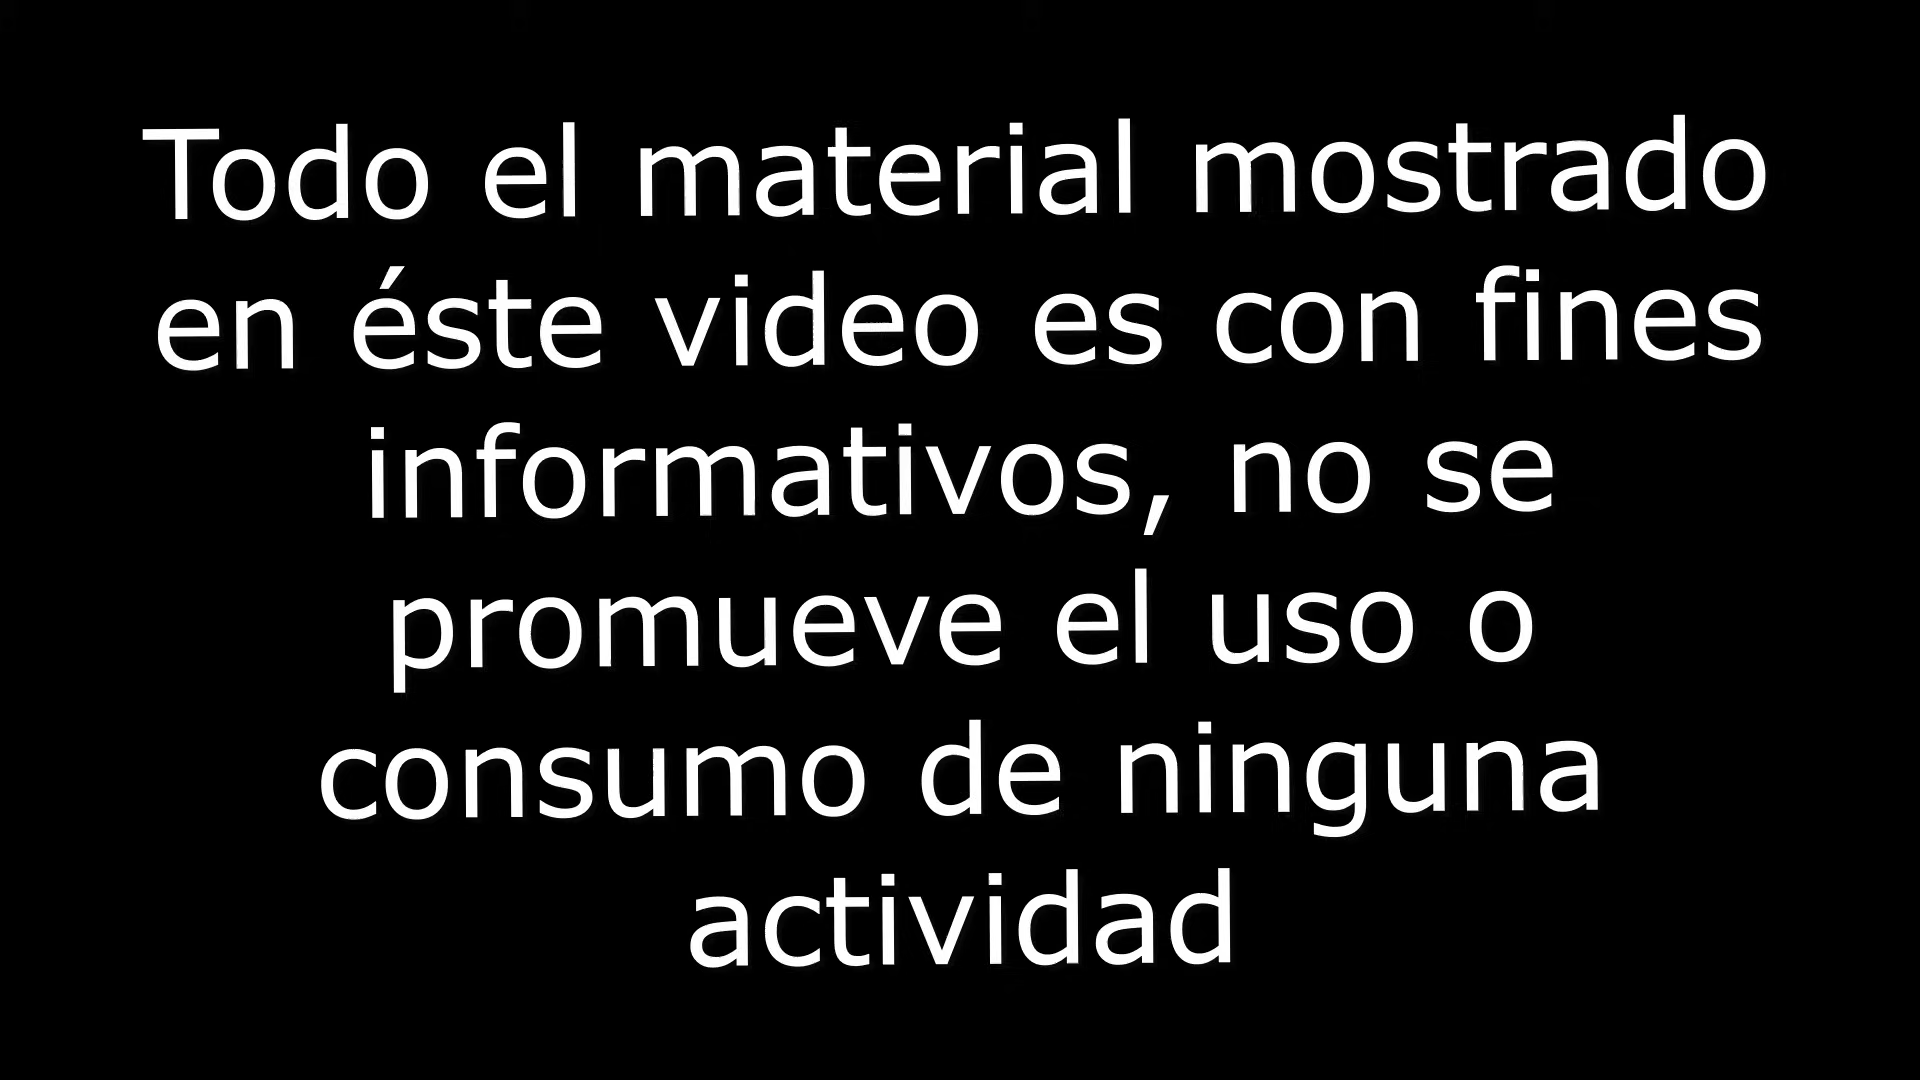 Todo el material mostrado
en éste video es con fines
informativos, no se
promueve el uso o
consumo de ninguna
actividad